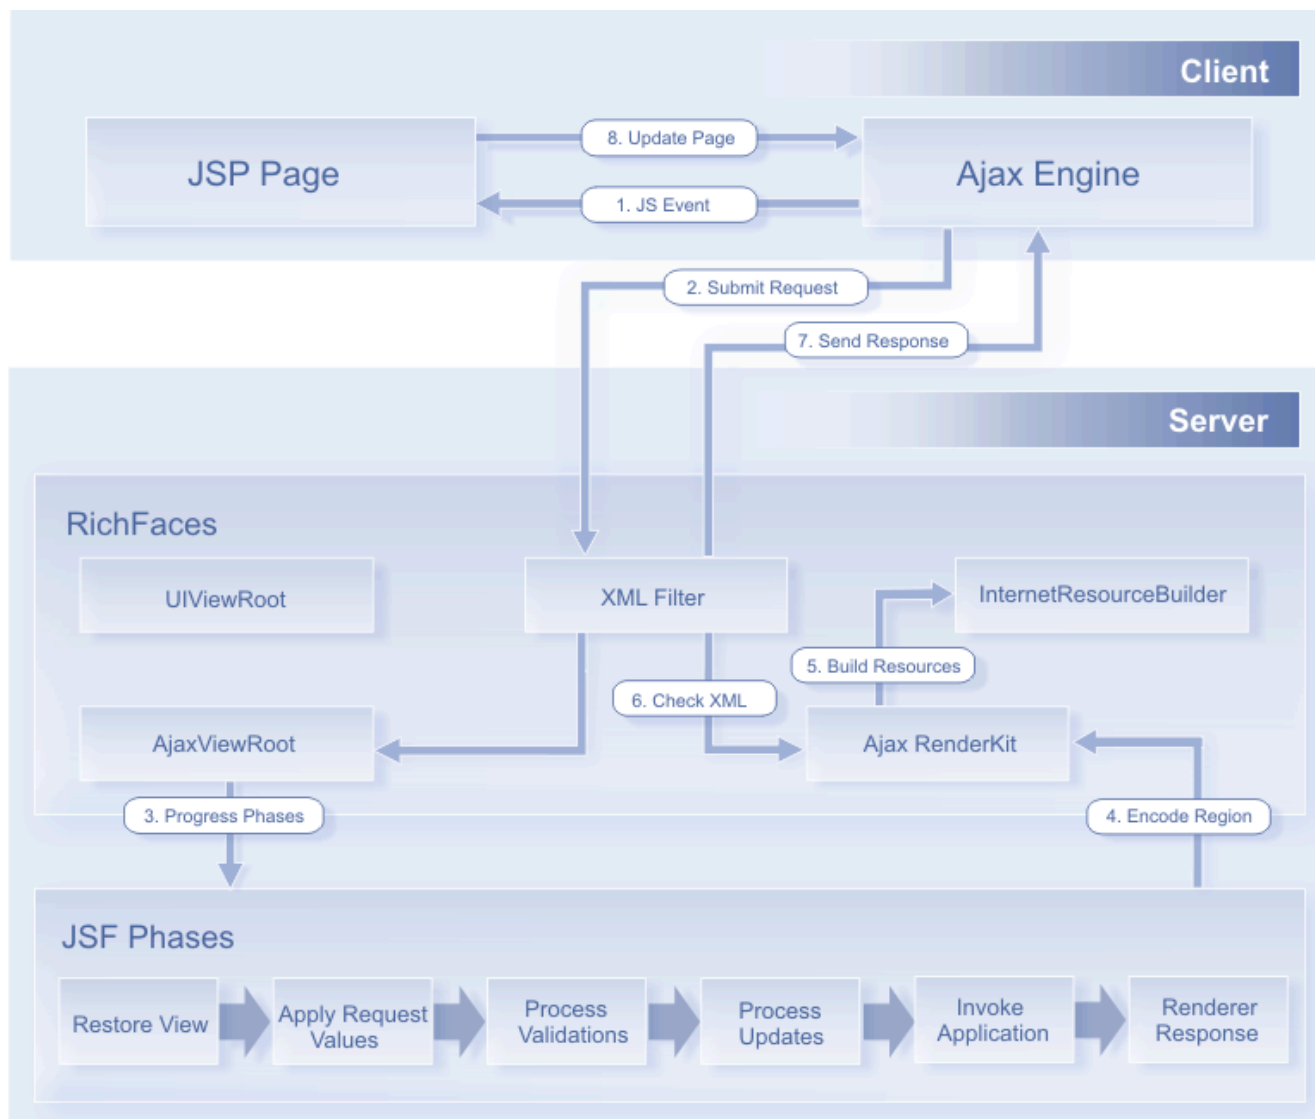 Client
JSP Page
8. Update Page
Ajax Engine
1. JS Event
2. Submit Request
7. Send Response
Server
RichFaces
UIViewRoot
XML Filter
InternetResourceBuilder
5. Build Resources
6. Check XML
AjaxViewRoot
Ajax RenderKit
3. Progress Phases
4. Encode Region
JSF Phases
Restore View
Apply Request
Values
Process
Validations
Process
Updates
Invoke
Application
Renderer
Response